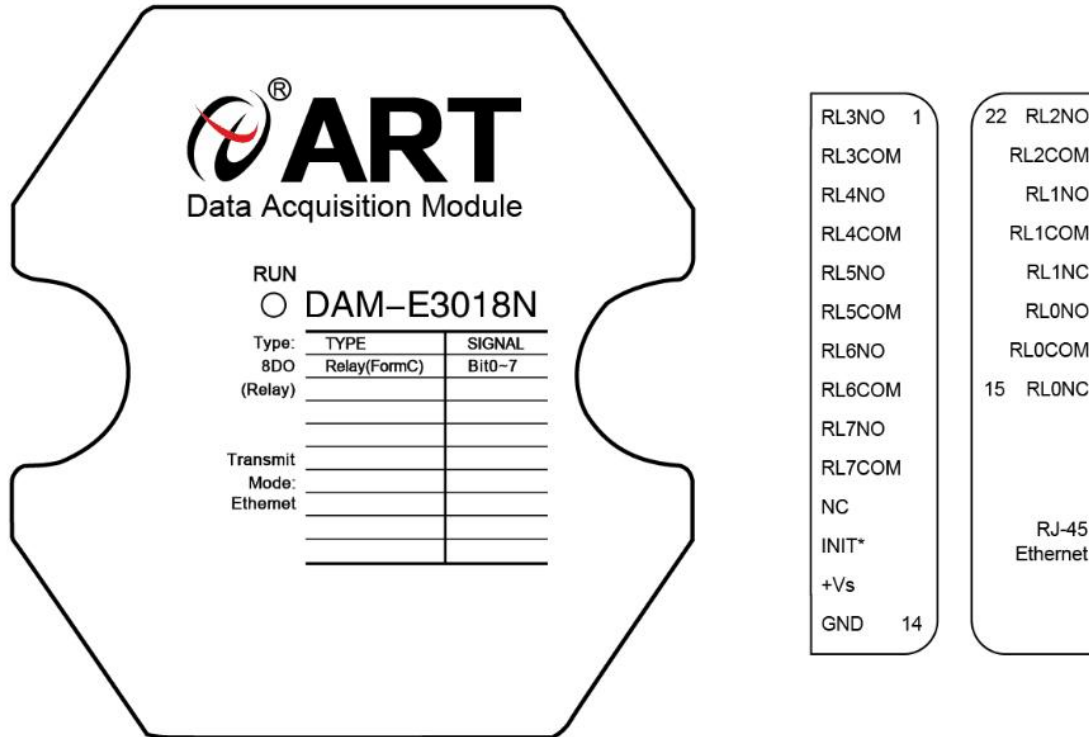 ®
ART
Data Acquisition Module
RUN
DAM–E3018N
Type: TYPE SIGNAL
8DO Relay(FormC) Bit0~7
(Relay)
Transmit
Mode:
Ethernet
RL3NO 1
RL3COM
RL4NO
RL4COM
RL5NO
RL5COM
RL6NO
RL6COM
RL7NO
RL7COM
NC
INIT*
+Vs
GND 14
22 RL2NO
RL2COM
RL1NO
RL1COM
RL1NC
RL0NO
RL0COM
15 RL0NC
RJ-45
Ethernet